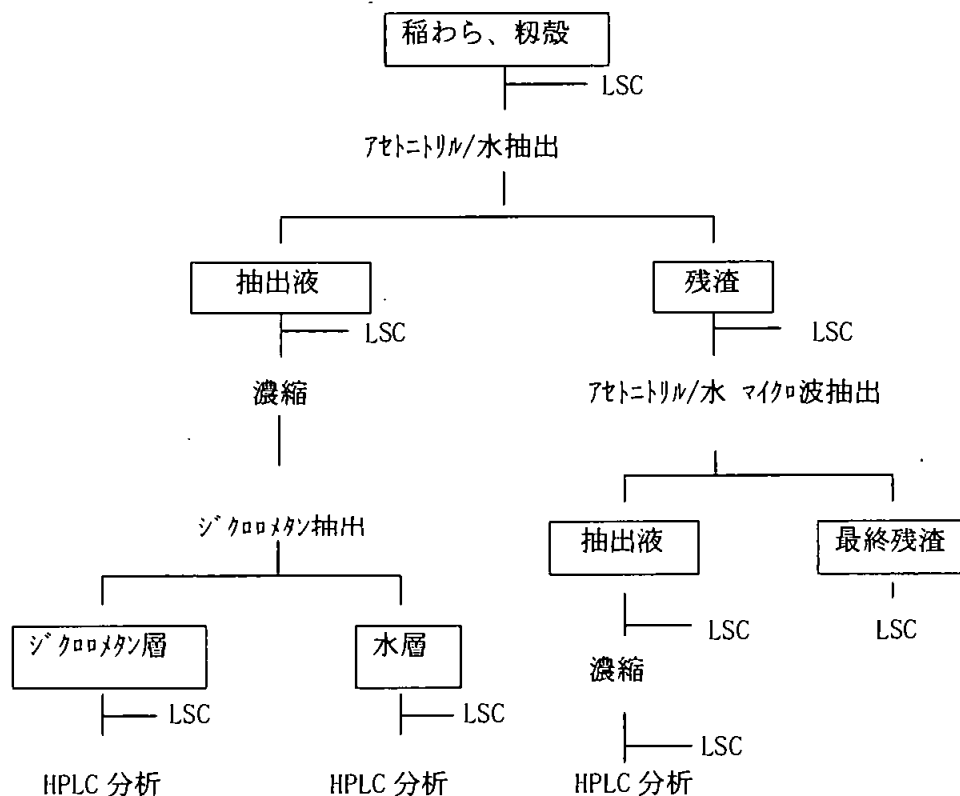 稲わら、籾殻
LSC
アセトニトリル/水抽出
抽出液
残渣
LSC
LSC
濃縮
アセトニトリル/水 マイクロ波抽出
ジクロロメタン抽出
抽出液
最終残渣
ジクロロメタン層
水層
LSC
LSC
濃縮
LSC
LSC
LSC
HPLC 分析
HPLC 分析
HPLC 分析